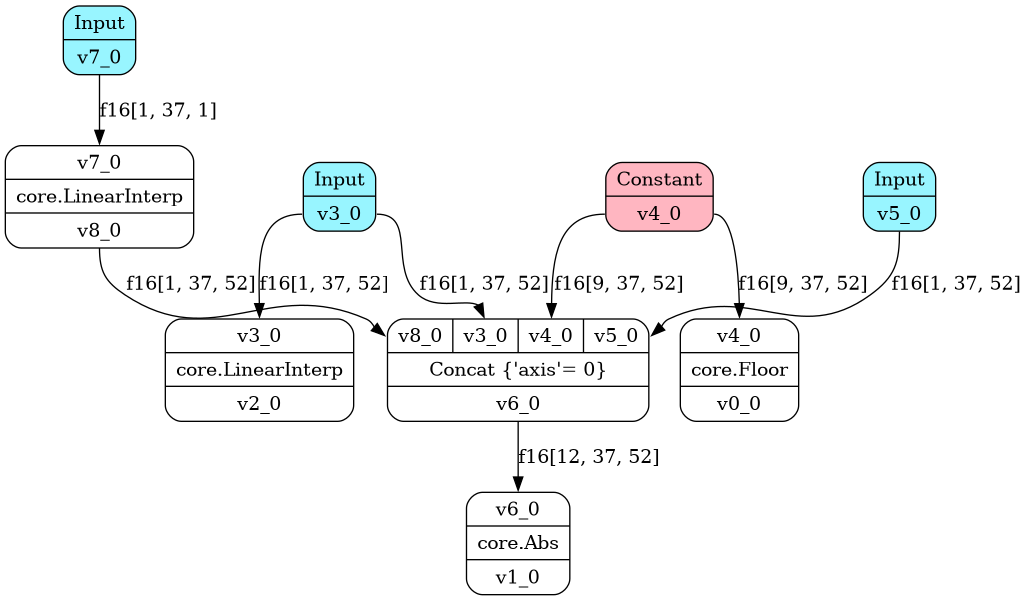 Input
v7_0
f16[1, 37, 1]
v7_0
core.LinearInterp
v8_0
Input
v3_0
Constant
v4_0
Input
v5_0
f16[1, 37, 52]
f16[1, 37, 52]
f16[1, 37, 52]
f16[9, 37, 52]
f16[9, 37, 52]
f16[1, 37, 52]
v3_0
core.LinearInterp
v2_0
v8_0 v3_0 v4_0 v5_0
Concat {'axis'= 0}
v6_0
v4_0
core.Floor
v0_0
f16[12, 37, 52]
v6_0
core.Abs
v1_0